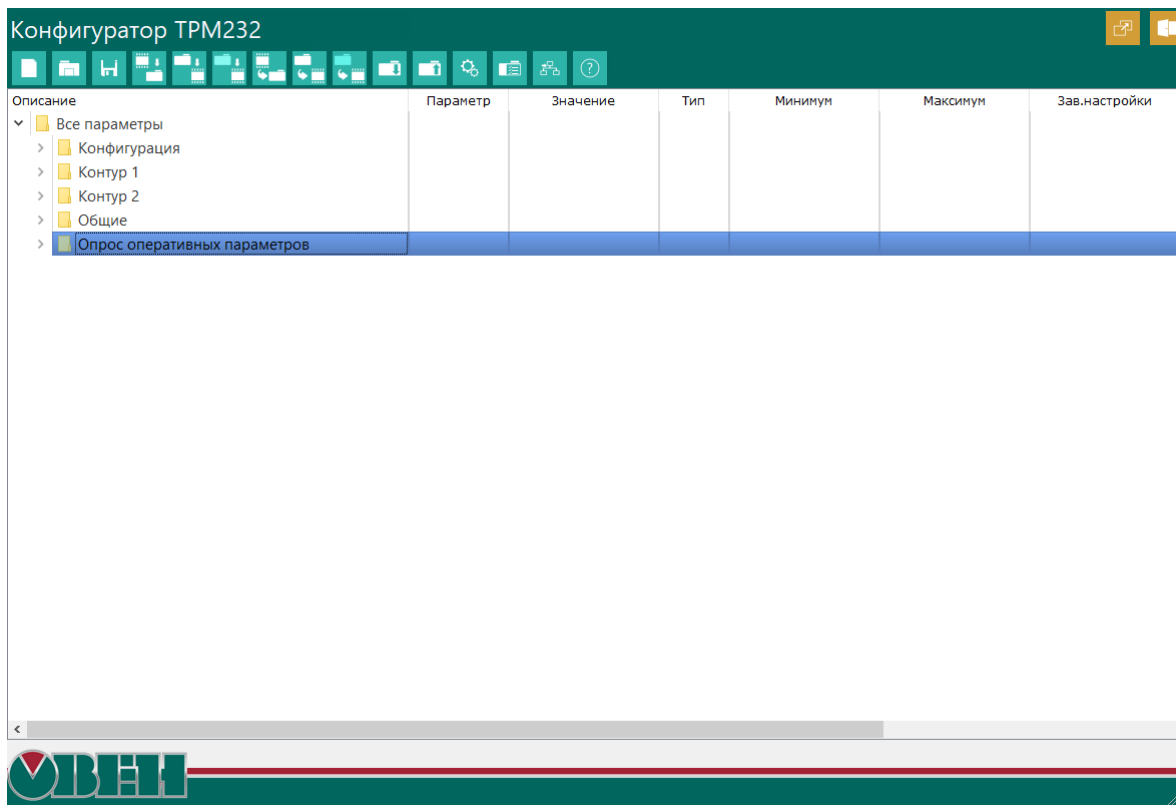 Конфигуратор ТРМ232
?
Описание Параметр Значение Тип Минимум Максимум Зав.настройки
Все параметры
Конфигурация
Контур 1
Контур 2
Общие
Опрос оперативных параметров
ОВЕН